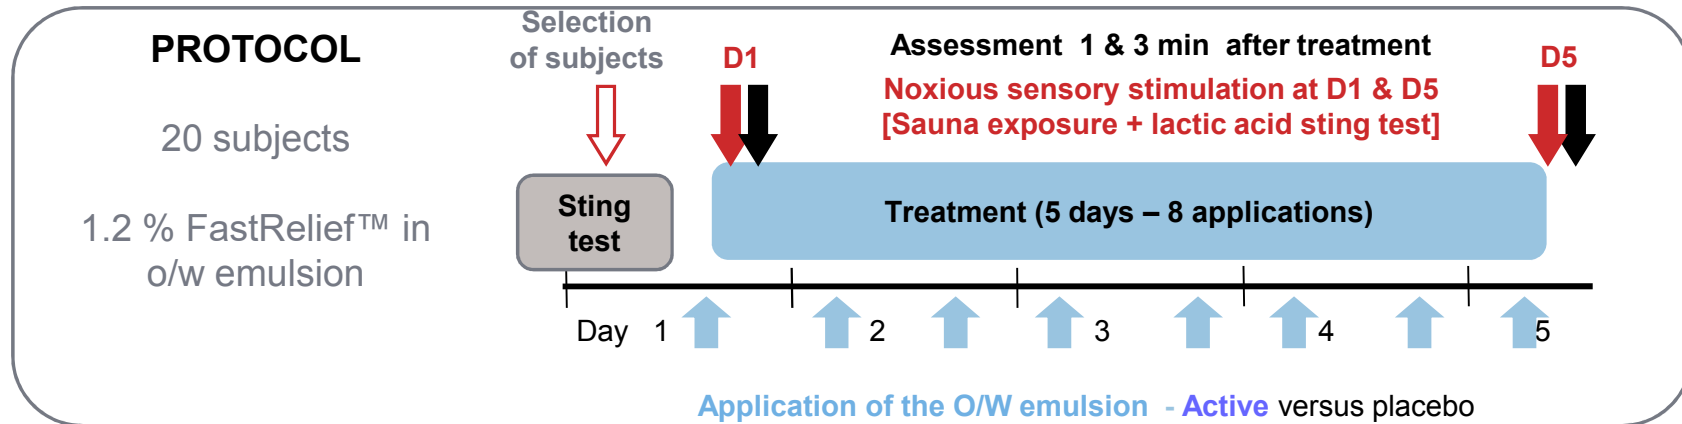 PROTOCOL
20 subjects
1.2 % FastRelief™ in
o/w emulsion
Selection
of subjects
D1
Assessment 1 & 3 min after treatment
Noxious sensory stimulation at D1 & D5
[Sauna exposure + lactic acid sting test]
D5
Sting
test
Treatment (5 days – 8 applications)
Day 1 2 3 4 5
Application of the O/W emulsion - Active versus placebo